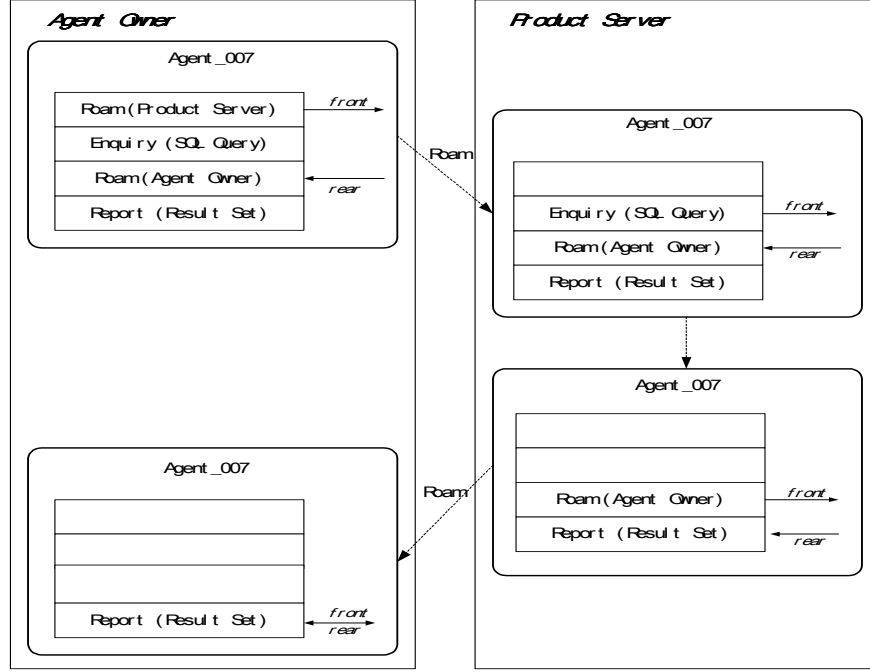 Agent Owner
Agent_007
Roam(Product Server)
front
Enquiry (SQL Query)
Roam(Agent Owner)
rear
Report (Result Set)
Roam
Product Server
Agent_007
Enquiry (SQL Query)
front
Roam(Agent Owner)
rear
Report (Result Set)
Agent_007
Roam(Agent Owner)
front
Report (Result Set)
rear
Roam
Agent_007
Report (Result Set)
front
rear